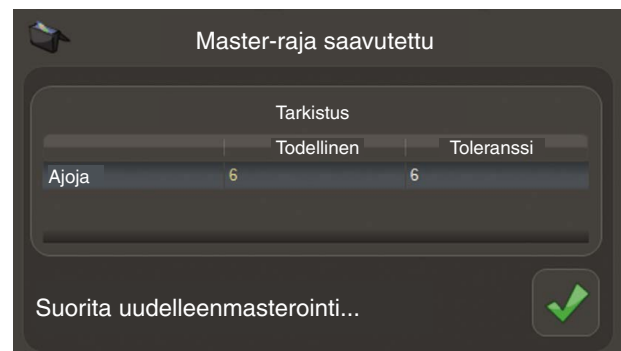 Master-raja saavutettu
Tarkistus
Todellinen Toleranssi
Ajoja 6 6
Suorita uudelleenmasterointi...